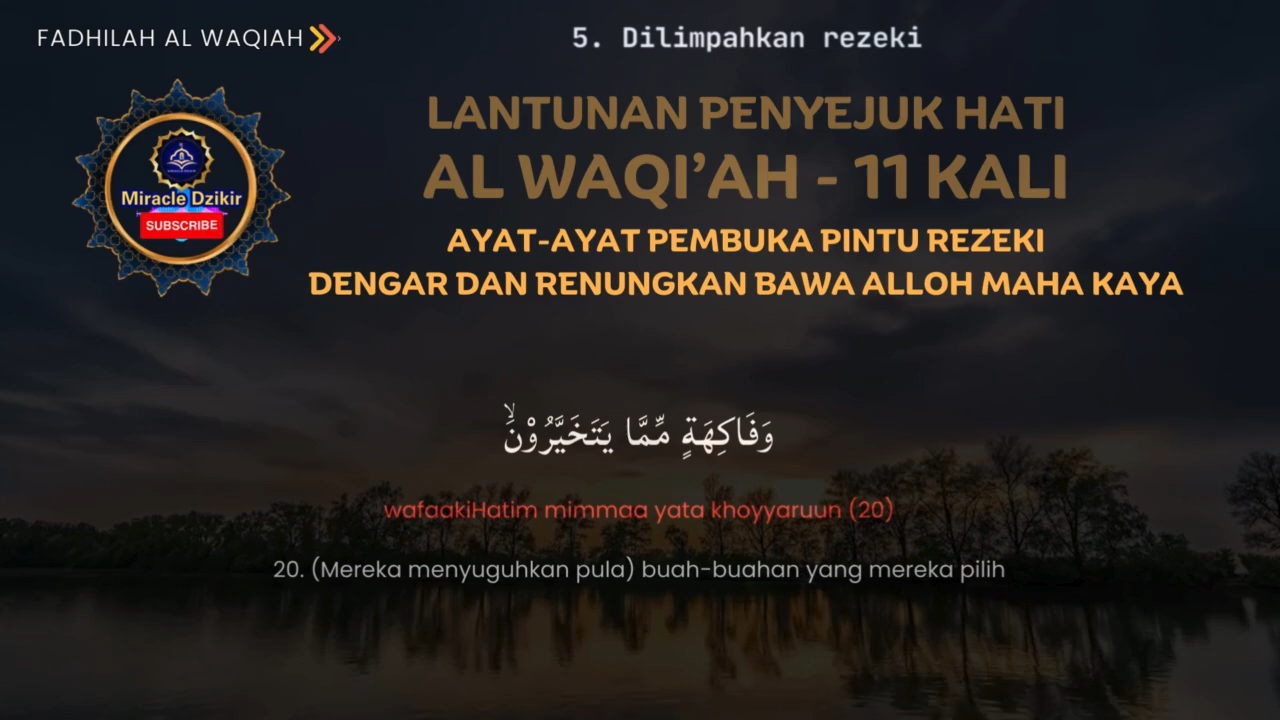 FADHILAH AL WAQIAH
5. Dilimpahkan rezeki
LANTUNAN PENYEJUK HATI
AL WAQI’AH - 11 KALI
AYAT-AYAT PEMBUKA PINTU REZEKI
DENGAR DAN RENUNGKAN BAWA ALLOH MAHA KAYA
Miracle Dzikir
SUBSCRIBE
وَفَاكِهَةٍ مِّمَّا يَتَخَيَّرُوْنَۙ
wafaakiHatim mimmaa yata khoyyaruun (20)
20. (Mereka menyuguhkan pula) buah-buahan yang mereka pilih